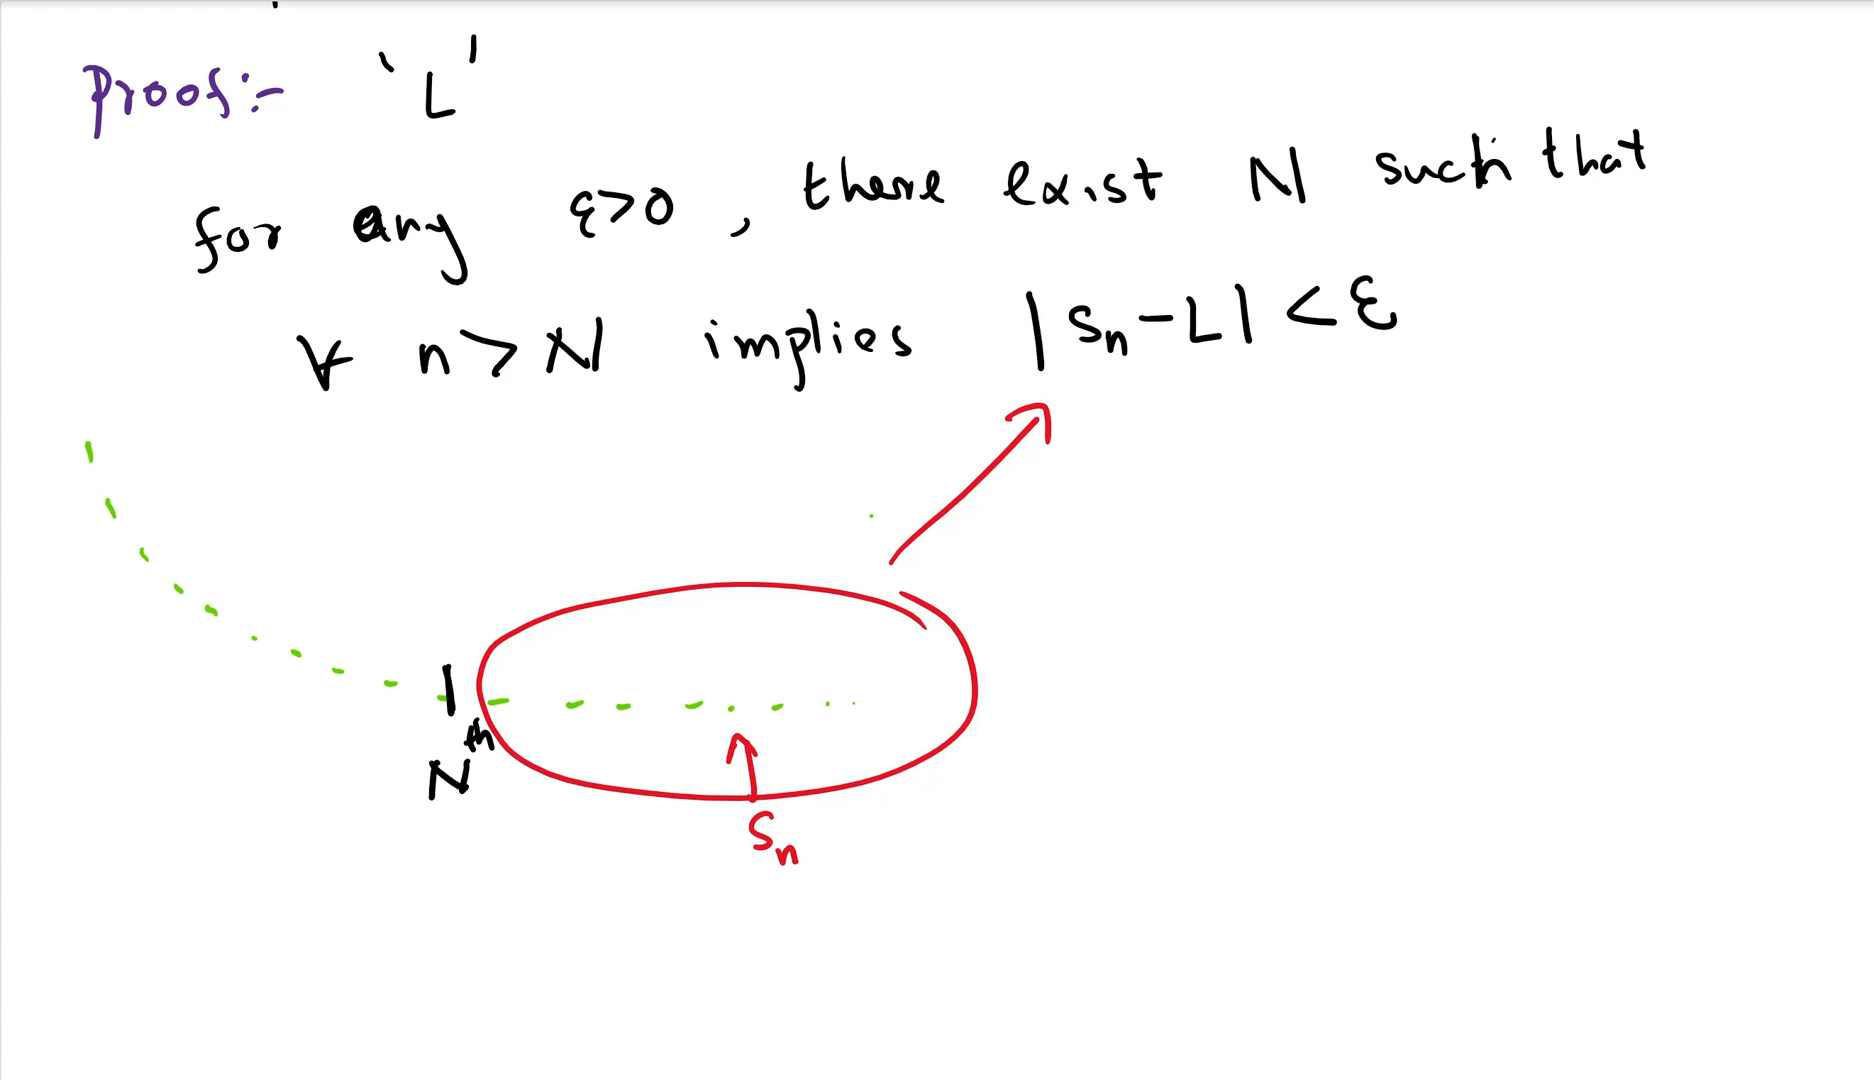 Proof:- 'L'
for any ε>0, there exist N such that
∀ n > N implies |Sn - L| < ε
Nth
Sn